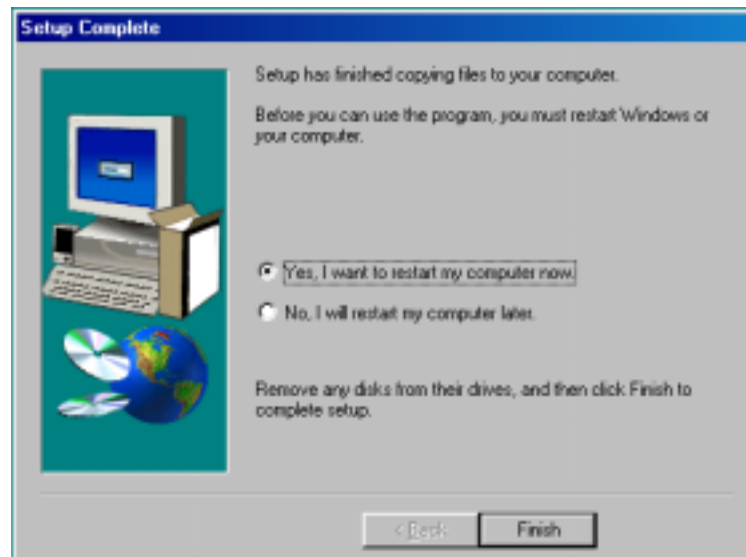 Setup Complete
Setup has finished copying files to your computer.
Before you can use the program, you must restart Windows or
your computer.
Yes, I want to restart my computer now.
No, I will restart my computer later.
Remove any disks from their drives, and then click Finish to
complete setup.
< Back
Finish